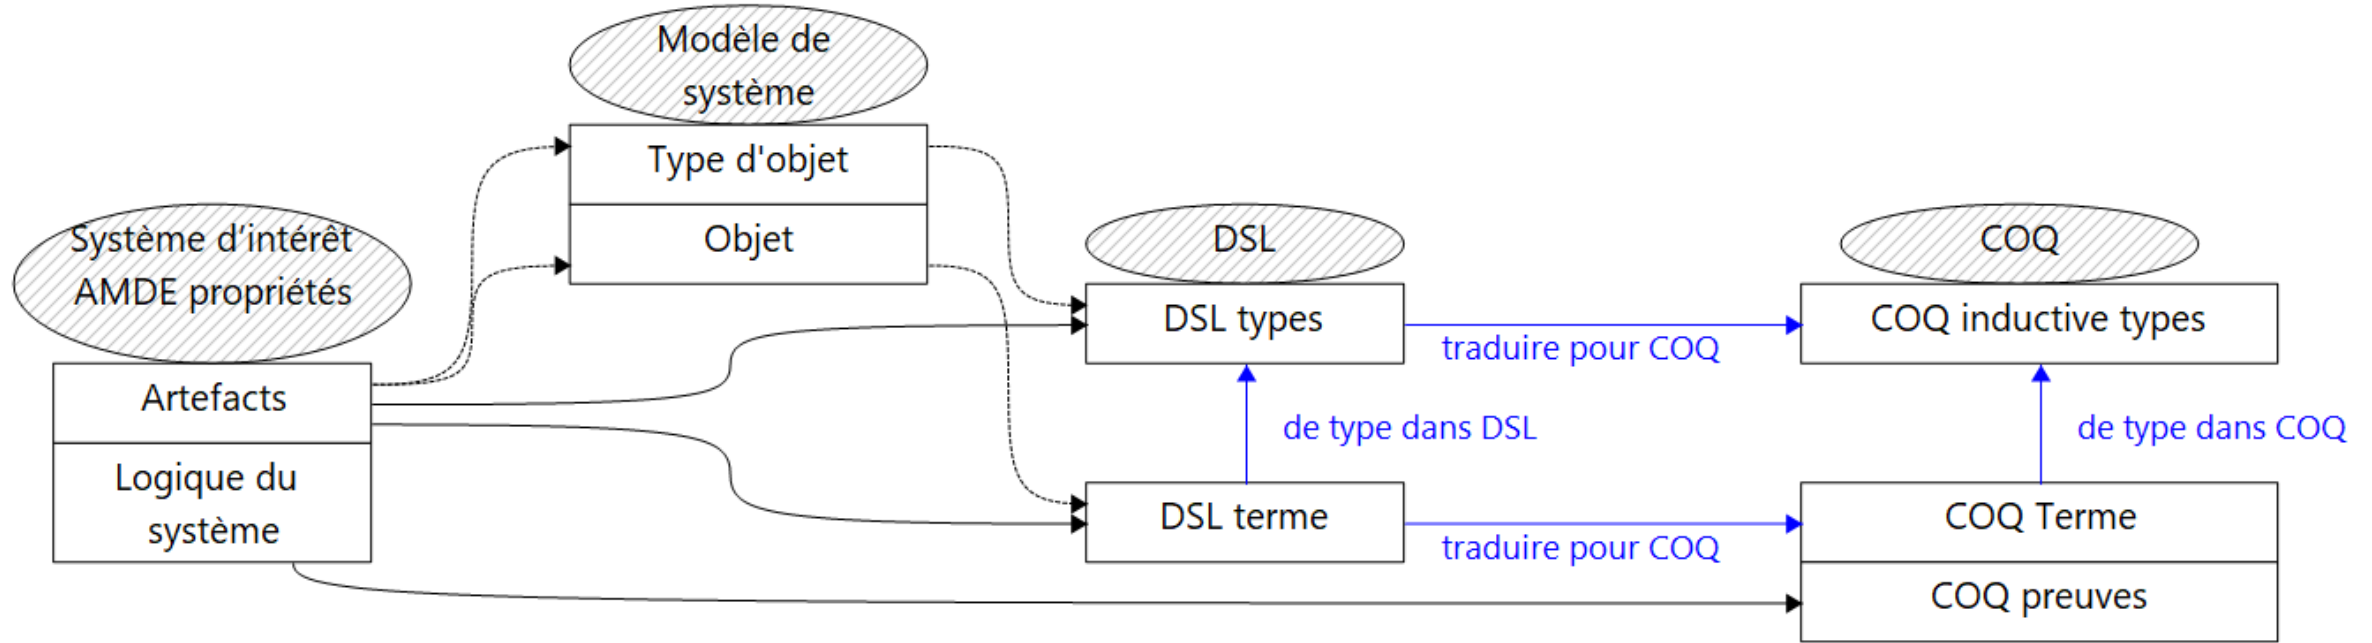 Modèle de
système
Type d'objet
Objet
Système d’intérêt
AMDE propriétés
Artefacts
Logique du
système
DSL
DSL types
de type dans DSL
DSL terme
traduire pour COQ
traduire pour COQ
COQ
COQ inductive types
de type dans COQ
COQ Terme
COQ preuves